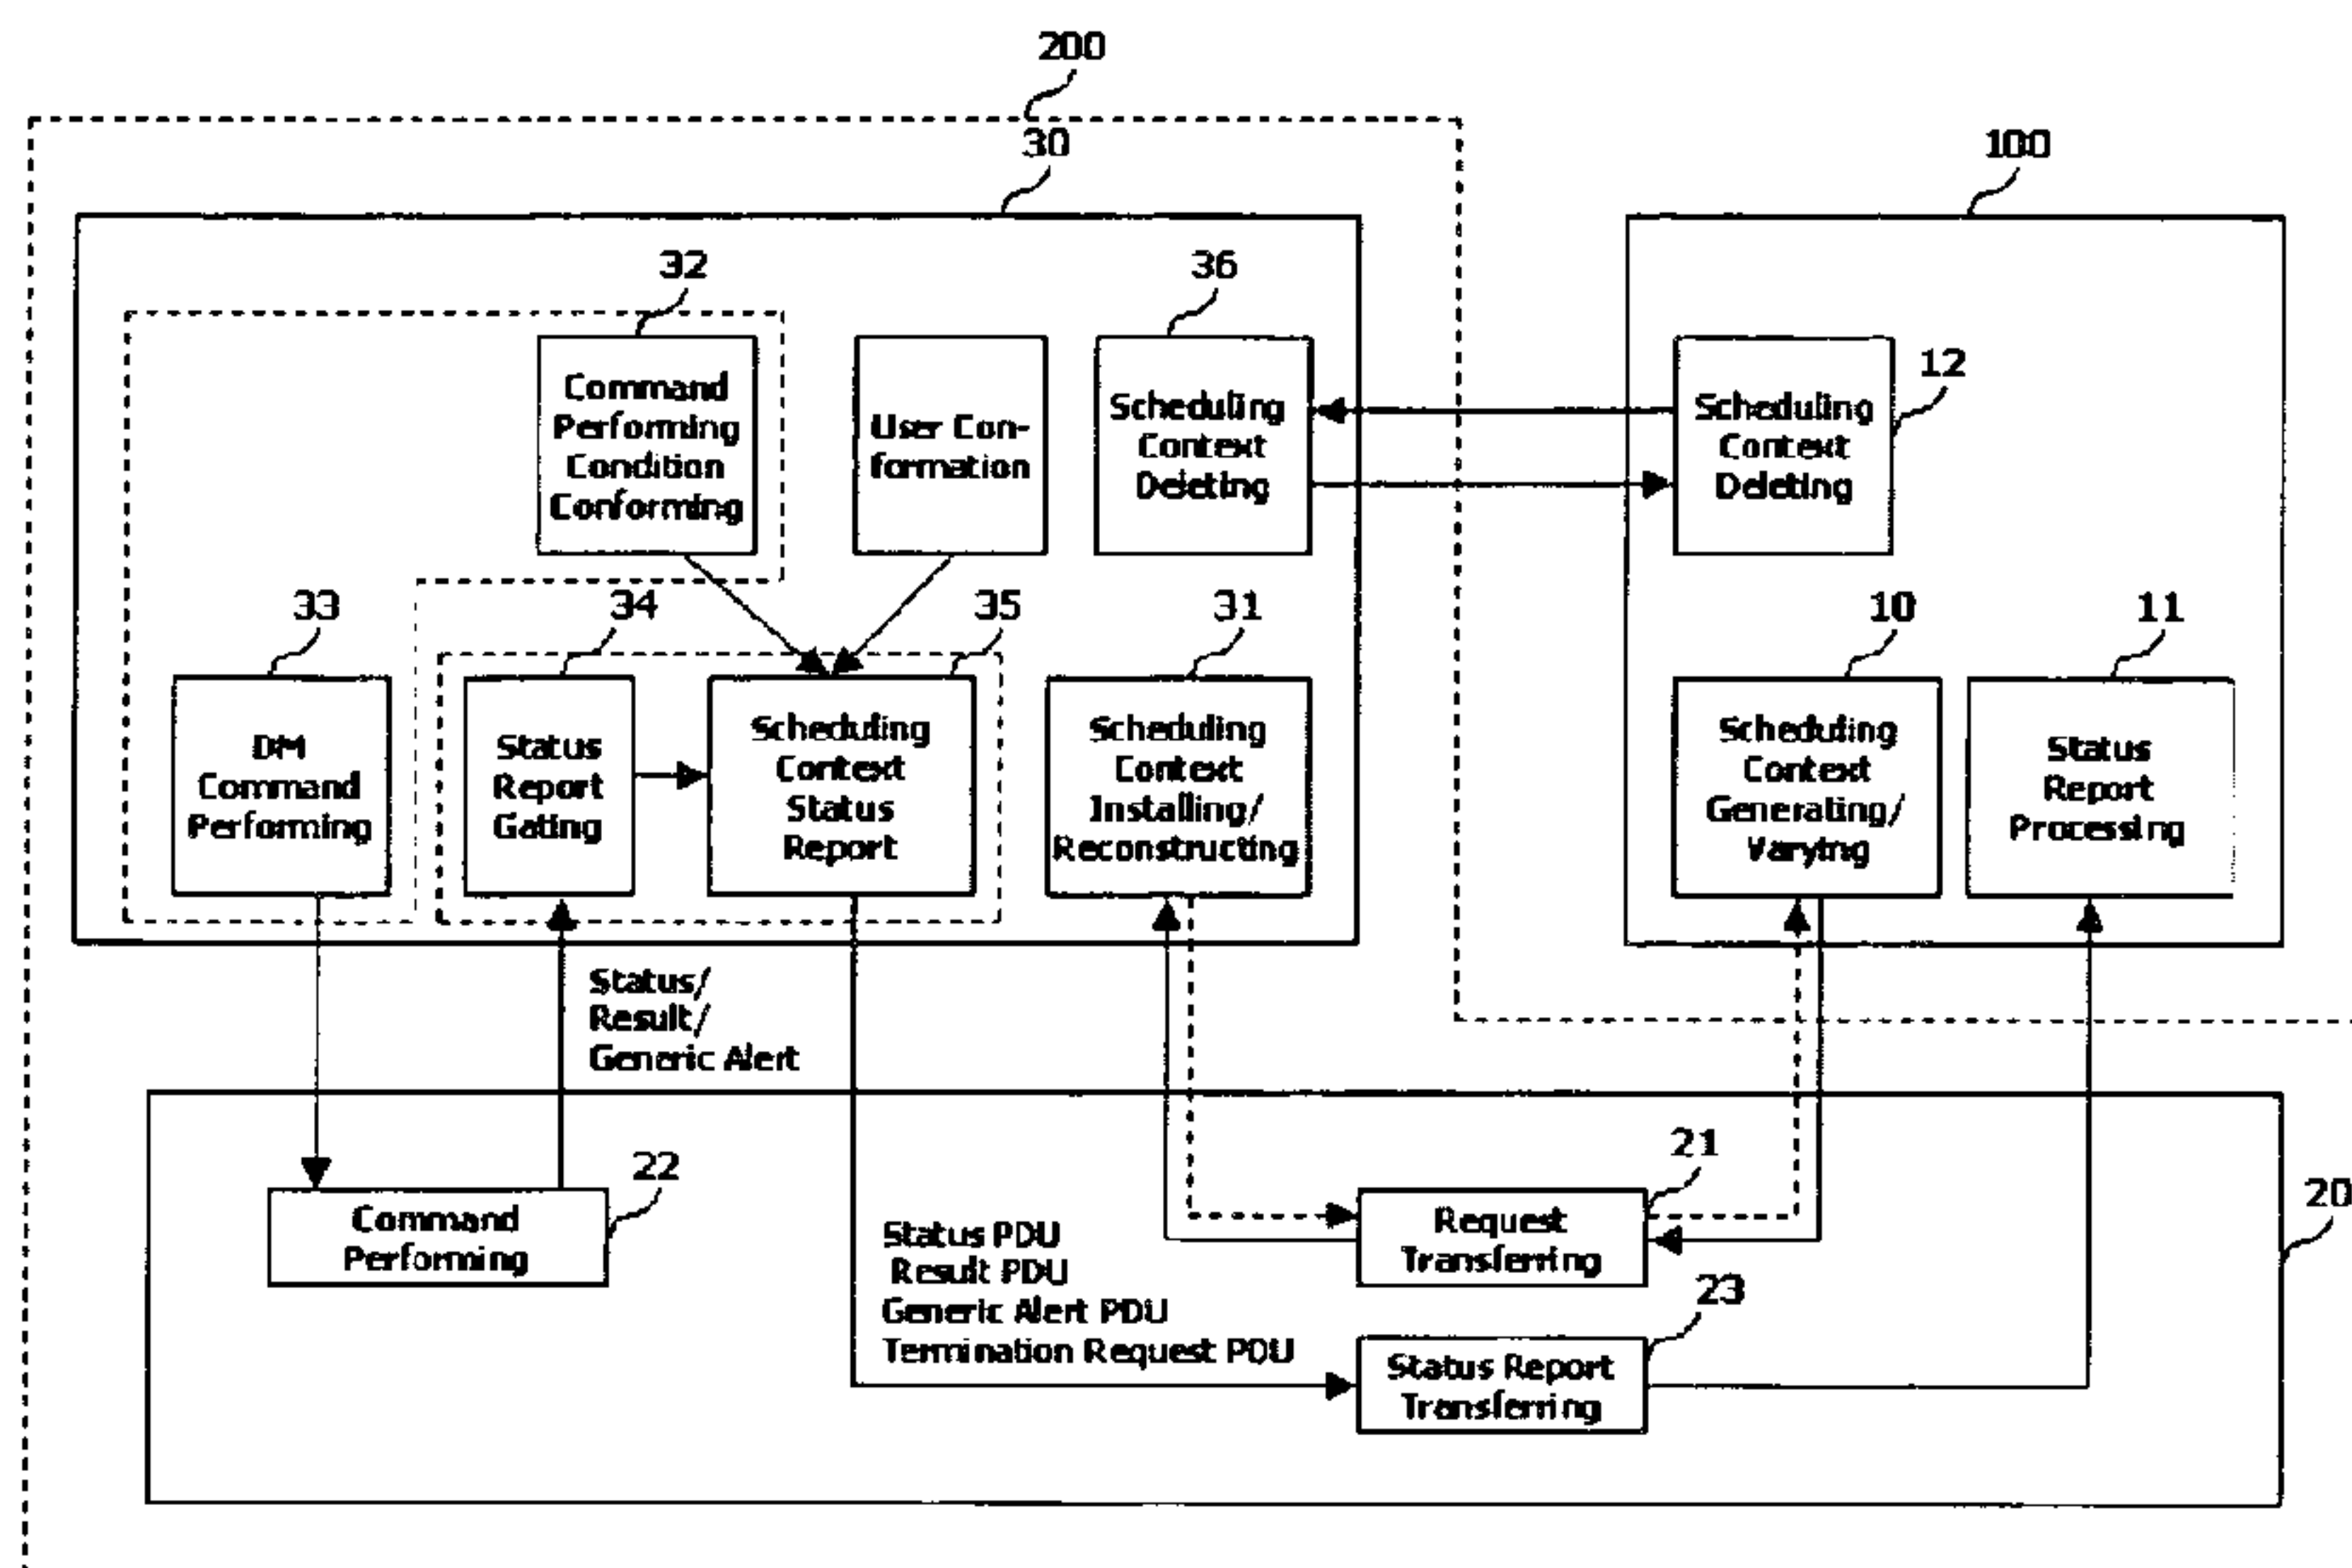 200
30
100
32
36
12
Command
Performing
Condition
Conforming
User Con-
formation
Scheduling
Context
Deleting
Scheduling
Context
Deleting
33
34
35
31
10
11
DM
Command
Performing
Status
Report
Gating
Scheduling
Context
Status
Report
Scheduling
Context
Installing/
Reconstructing
Scheduling
Context
Generating/
Varying
Status
Report
Processing
Status/
Result/
Generic Alert
22
21
20
Command
Performing
Request
Transferring
Status PDU
Result PDU
Generic Alert PDU
Termination Request PDU
23
Status Report
Transferring